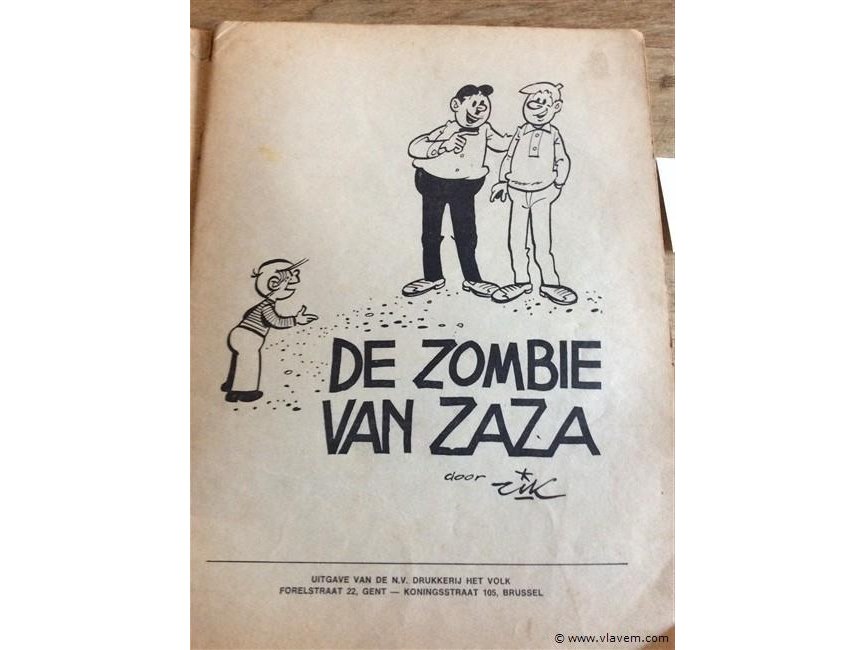 DE ZOMBIE
VAN ZAZA
door rik
UITGAVE VAN DE N.V. DRUKKERIJ HET VOLK
FORELSTRAAT 22, GENT — KONINGSSTRAAT 105, BRUSSEL
© www.vlavem.com